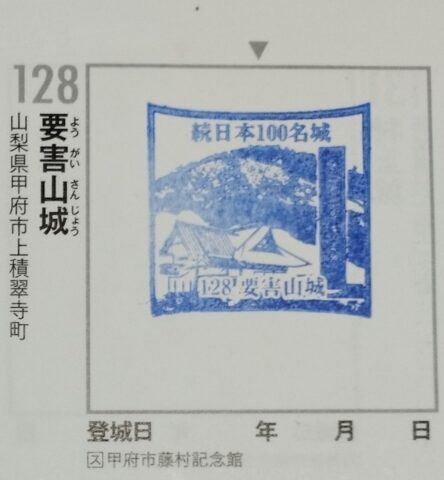 128
要害山城
よう がい さん じょう
山梨県甲府市上積翠寺町
続日本100名城
128 要害山城
登城日 年 月 日
ス 甲府市藤村記念館